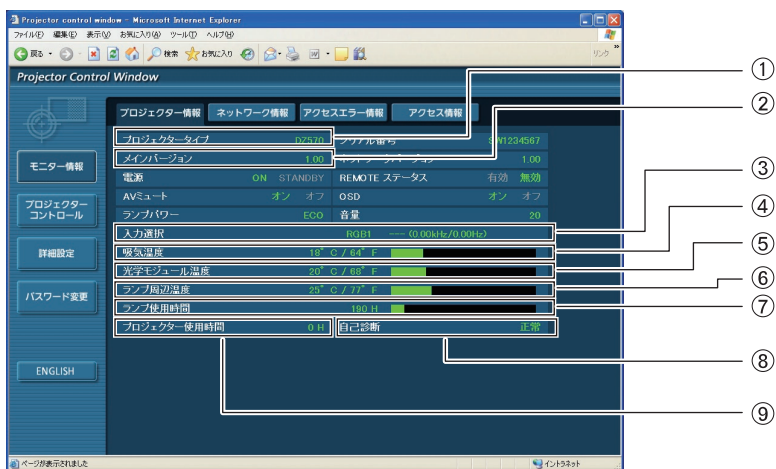 Projector control window - Microsoft Internet Explorer
ファイル(F) 編集(E) 表示(V) お気に入り(A) ツール(T) ヘルプ(H)
戻る 検索 お気に入り リンク »
Projector Control Window
①
②
③
④
⑤
⑥
⑦
⑧
⑨
プロジェクター情報 ネットワーク情報 アクセスエラー情報 アクセス情報
プロジェクタータイプ DZ570 シリアル番号 SW1234567
メインバージョン 1.00 ネットワークバージョン 1.00
電源 ON STANDBY REMOTE ステータス 有効 無効
AVミュート オン オフ OSD オン オフ
ランプパワー ECO 音量 20
入力選択 RGB1 --- (0.00kHz/0.00Hz)
吸気温度 18° C / 64° F
光学モジュール温度 20° C / 68° F
ランプ周辺温度 25° C / 77° F
ランプ使用時間 190 H
プロジェクター使用時間 0 H 自己診断 正常
モニター情報
プロジェクター
コントロール
詳細設定
パスワード変更
ENGLISH
ページが表示されました イントラネット